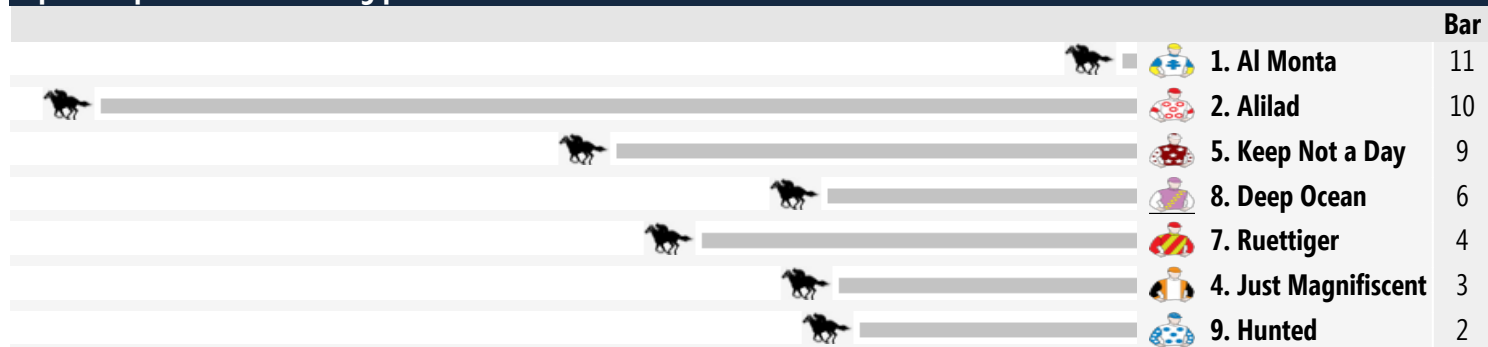 Bar
1. Al Monta 11
2. Alilad 10
5. Keep Not a Day 9
8. Deep Ocean 6
7. Ruettiger 4
4. Just Magnifiscent 3
9. Hunted 2